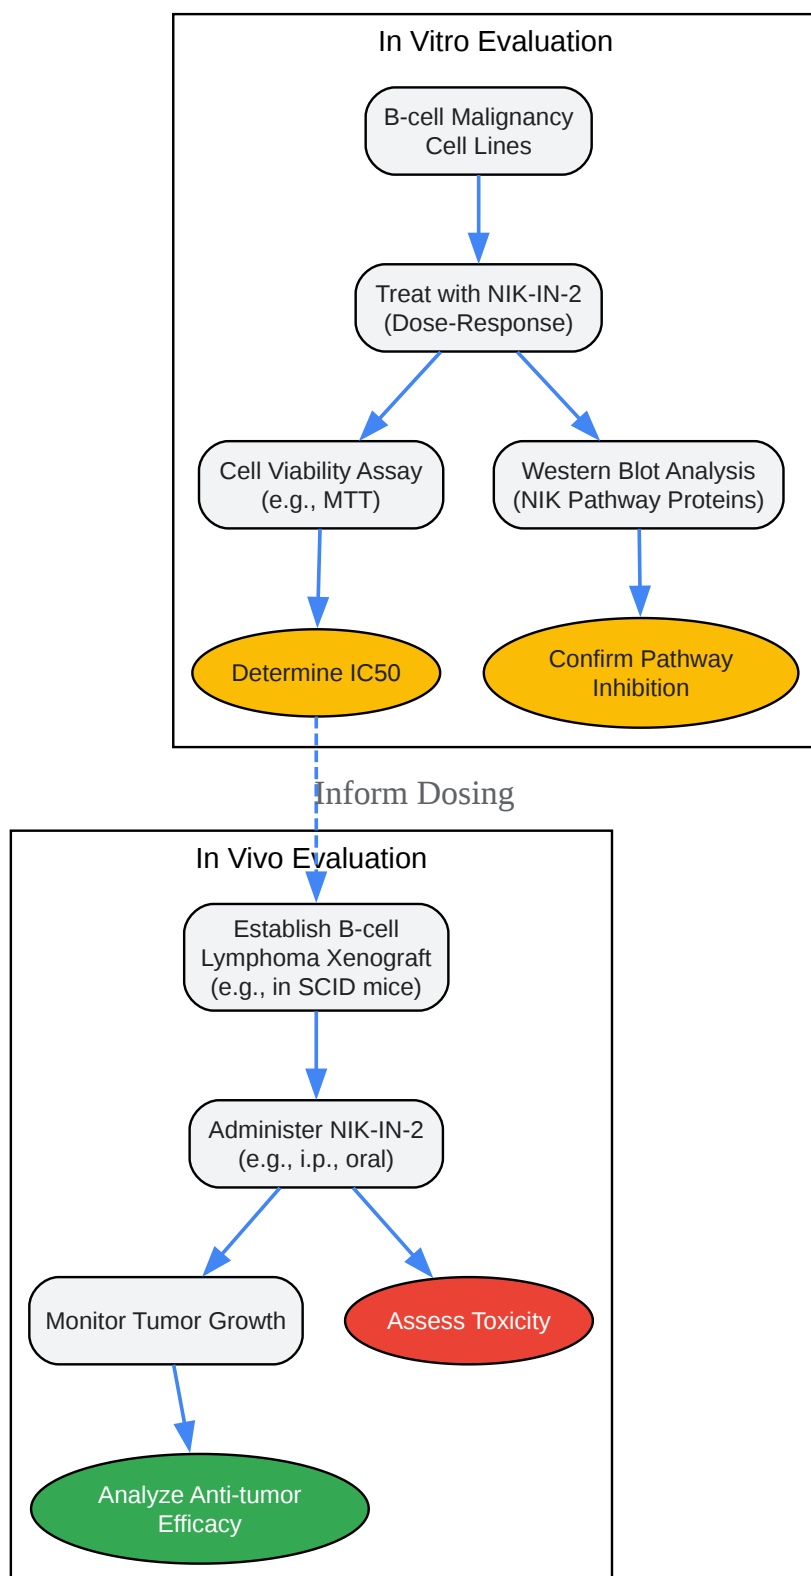 In Vitro Evaluation
B-cell Malignancy
Cell Lines
Treat with NIK-IN-2
(Dose-Response)
Cell Viability Assay
(e.g., MTT)
Western Blot Analysis
(NIK Pathway Proteins)
Determine IC50
Confirm Pathway
Inhibition
Inform Dosing
In Vivo Evaluation
Establish B-cell
Lymphoma Xenograft
(e.g., in SCID mice)
Administer NIK-IN-2
(e.g., i.p., oral)
Monitor Tumor Growth
Assess Toxicity
Analyze Anti-tumor
Efficacy